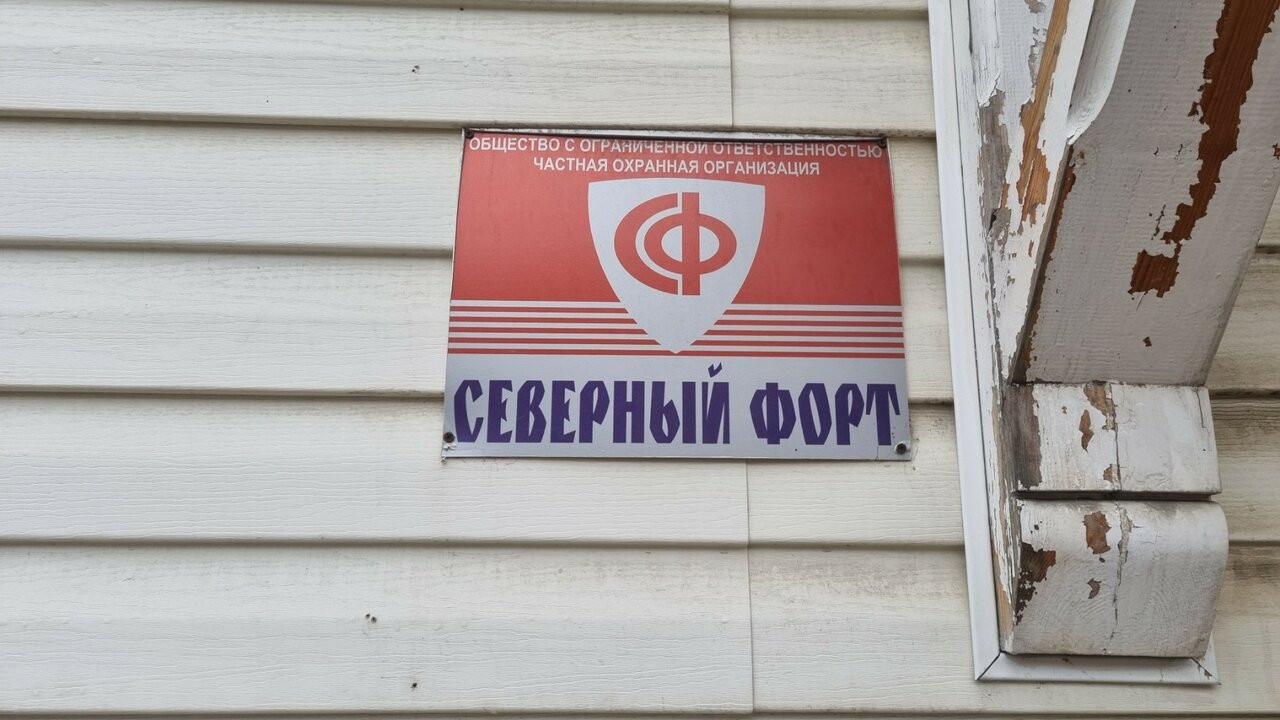 ОБЩЕСТВО С ОГРАНИЧЕННОЙ ОТВЕТСТВЕННОСТЬЮ
ЧАСТНАЯ ОХРАННАЯ ОРГАНИЗАЦИЯ
СФ
СЕВЕРНЫЙ ФОРТ